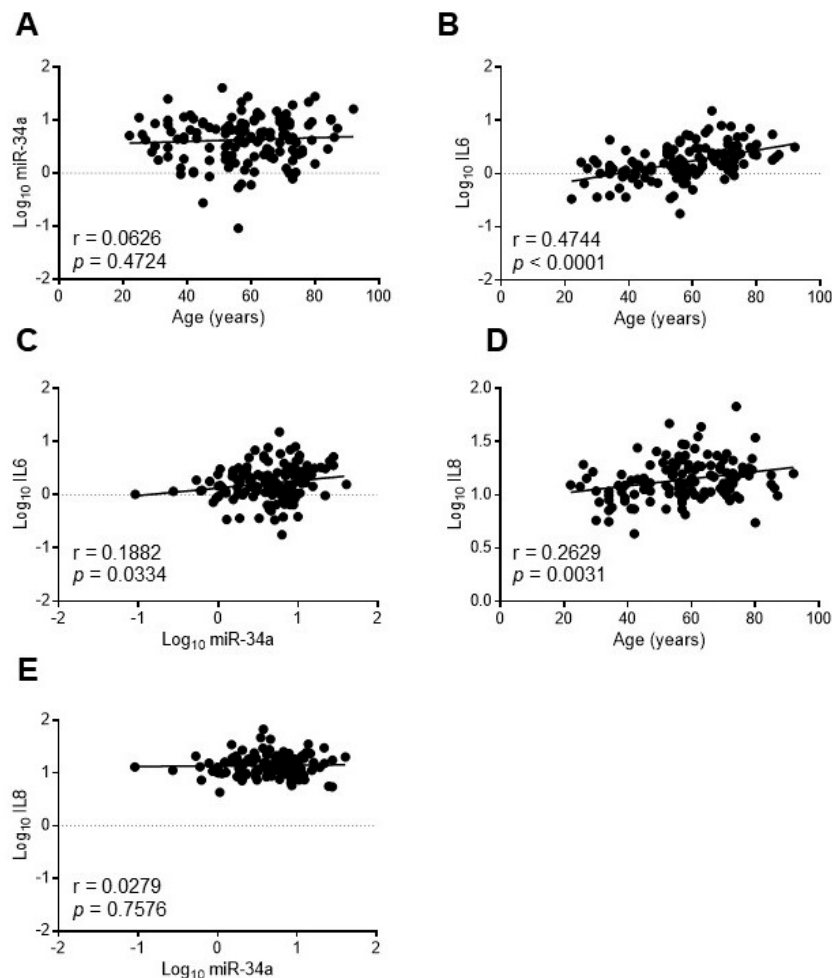 A
2
1
0
-1
-2
Log10 miR-34a
r = 0.0626
p = 0.4724
0 20 40 60 80 100
Age (years)
B
2
1
0
-1
-2
Log10 IL6
r = 0.4744
p < 0.0001
0 20 40 60 80 100
Age (years)
C
2
1
0
-1
-2
Log10 IL6
r = 0.1882
p = 0.0334
-2 -1 0 1 2
Log10 miR-34a
D
2.0
1.5
1.0
0.5
0.0
Log10 IL8
r = 0.2629
p = 0.0031
0 20 40 60 80 100
Age (years)
E
2
1
0
-1
-2
Log10 IL8
r = 0.0279
p = 0.7576
-2 -1 0 1 2
Log10 miR-34a